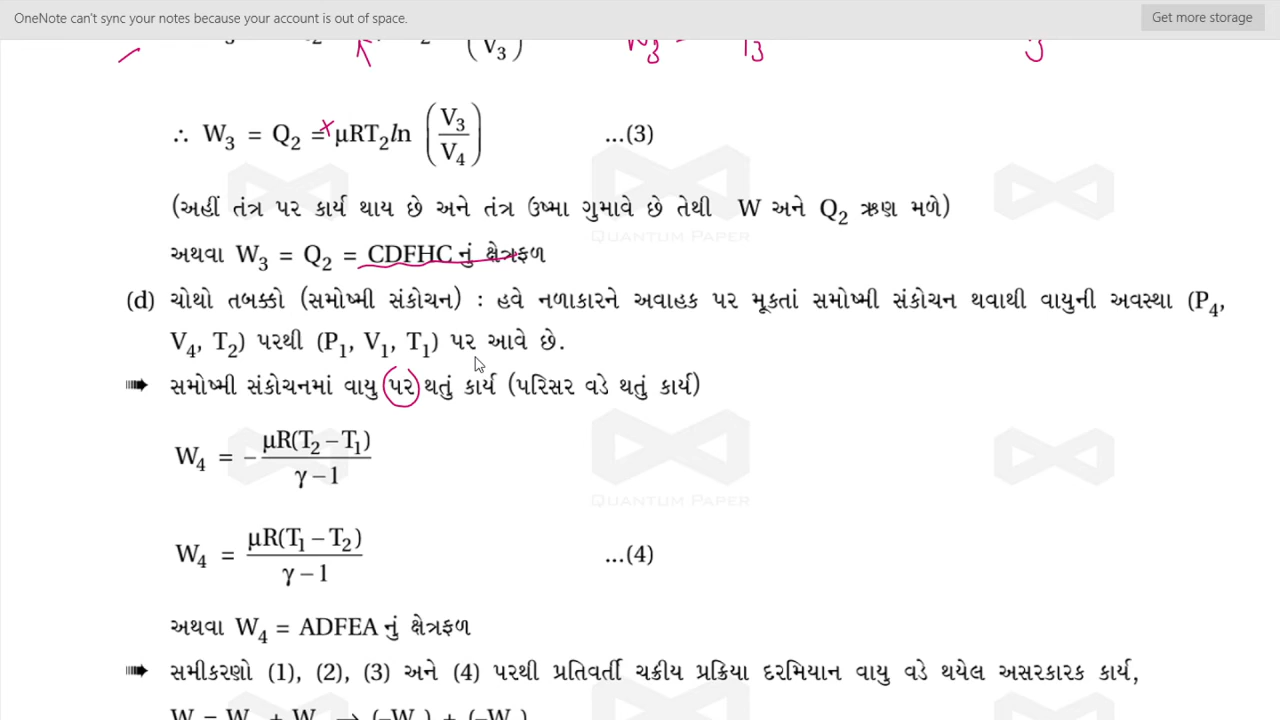 OneNote can't sync your notes because your account is out of space.
Get more storage
∴ W₃ = Q₂ = μRT₂ln (V₃/V₄) ...(3)
(અહીં તંત્ર પર કાર્ય થાય છે અને તંત્ર ઉષ્મા ગુમાવે છે તેથી W અને Q₂ ઋણ મળે)
અથવા W₃ = Q₂ = CDFHC નું ક્ષેત્રફળ
(d) ચોથો તબક્કો (સમોષ્મી સંકોચન) : હવે નળાકારને અવાહક પર મૂકતાં સમોષ્મી સંકોચન થવાથી વાયુની અવસ્થા (P₄,
V₄, T₂) પરથી (P₁, V₁, T₁) પર આવે છે.
➠ સમોષ્મી સંકોચનમાં વાયુ પર થતું કાર્ય (પરિસર વડે થતું કાર્ય)
W₄ = − μR(T₂ − T₁) / γ − 1
W₄ = μR(T₁ − T₂) / γ − 1 ...(4)
અથવા W₄ = ADFEA નું ક્ષેત્રફળ
➠ સમીકરણો (1), (2), (3) અને (4) પરથી પ્રતિવર્તી ચક્રીય પ્રક્રિયા દરમિયાન વાયુ વડે થયેલ અસરકારક કાર્ય,
QUANTUM PAPER
QUANTUM PAPER